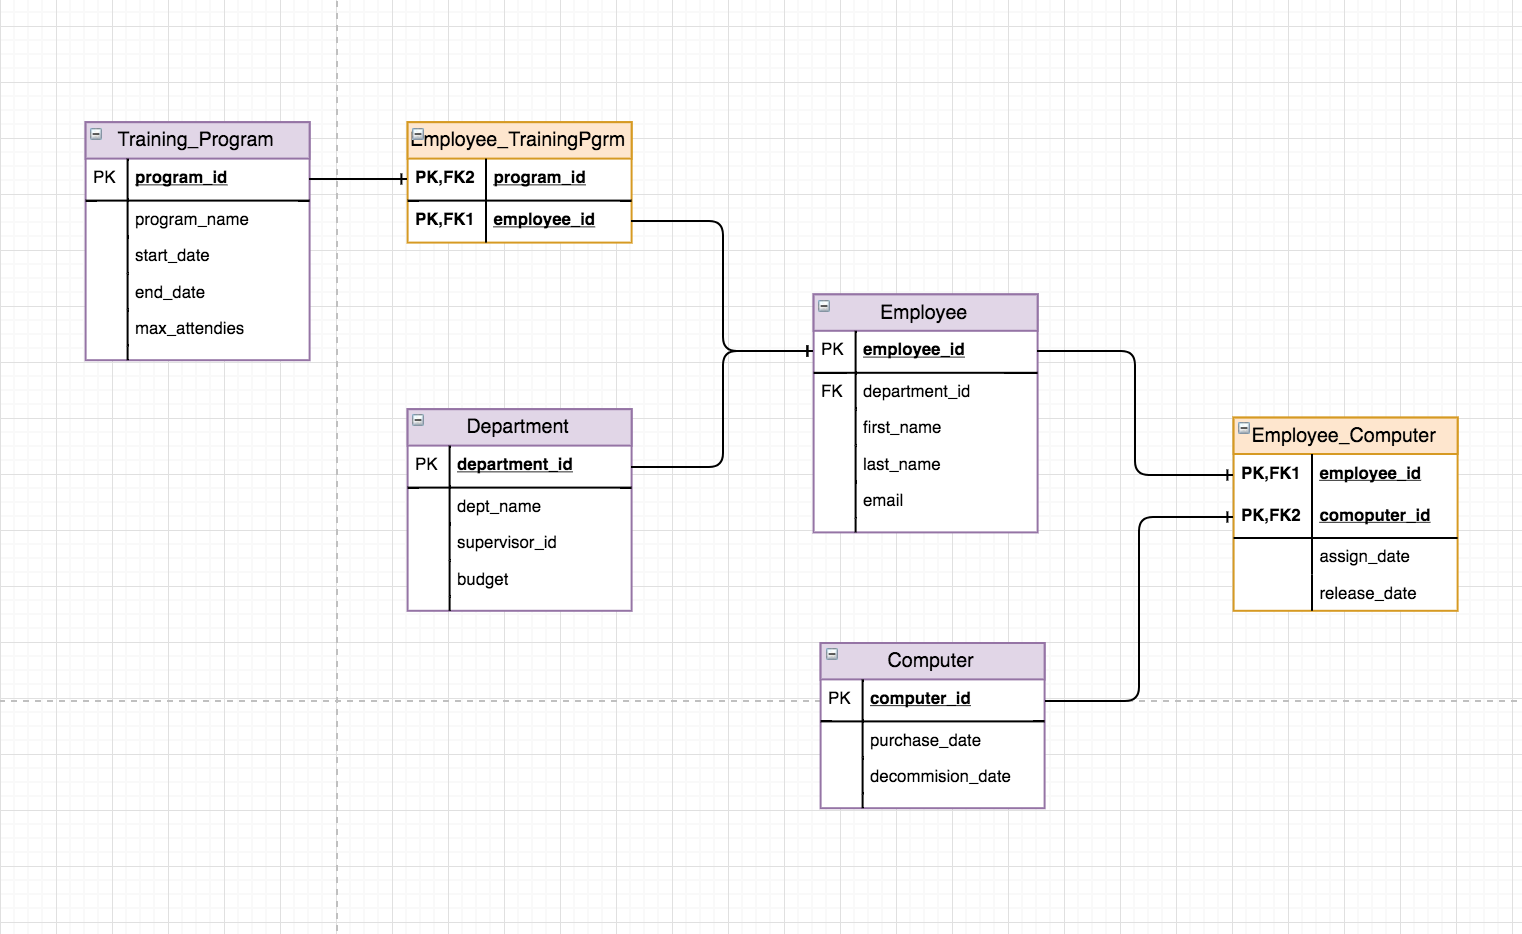 Training_Program
PK program_id
program_name
start_date
end_date
max_attendies
Employee_TrainingPgrm
PK,FK2 program_id
PK,FK1 employee_id
Department
PK department_id
dept_name
supervisor_id
budget
Employee
PK employee_id
FK department_id
first_name
last_name
email
Computer
PK computer_id
purchase_date
decommision_date
Employee_Computer
PK,FK1 employee_id
PK,FK2 comoputer_id
assign_date
release_date